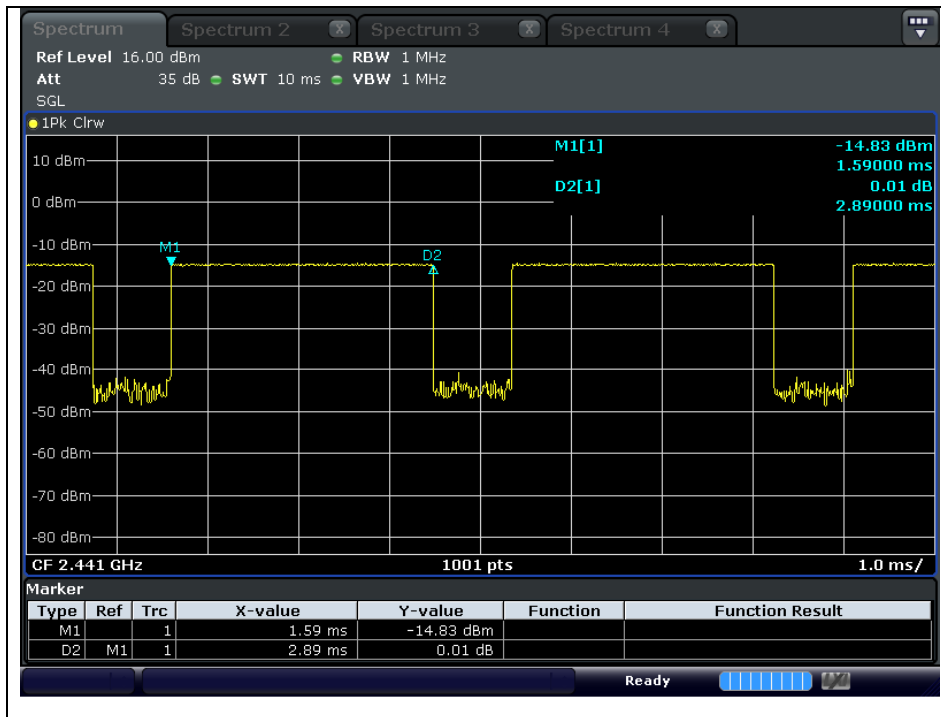 Spectrum Spectrum 2 X Spectrum 3 X Spectrum 4 X
Ref Level 16.00 dBm RBW 1 MHz
Att 35 dB SWT 10 ms VBW 1 MHz
SGL
1Pk Clrw
M1[1] -14.83 dBm
1.59000 ms
D2[1] 0.01 dB
2.89000 ms
10 dBm
0 dBm
-10 dBm
M1
D2
-20 dBm
-30 dBm
-40 dBm
-50 dBm
-60 dBm
-70 dBm
-80 dBm
CF 2.441 GHz 1001 pts 1.0 ms/
Marker
Type Ref Trc X-value Y-value Function Function Result
M1 1 1.59 ms -14.83 dBm
D2 M1 1 2.89 ms 0.01 dB
Ready